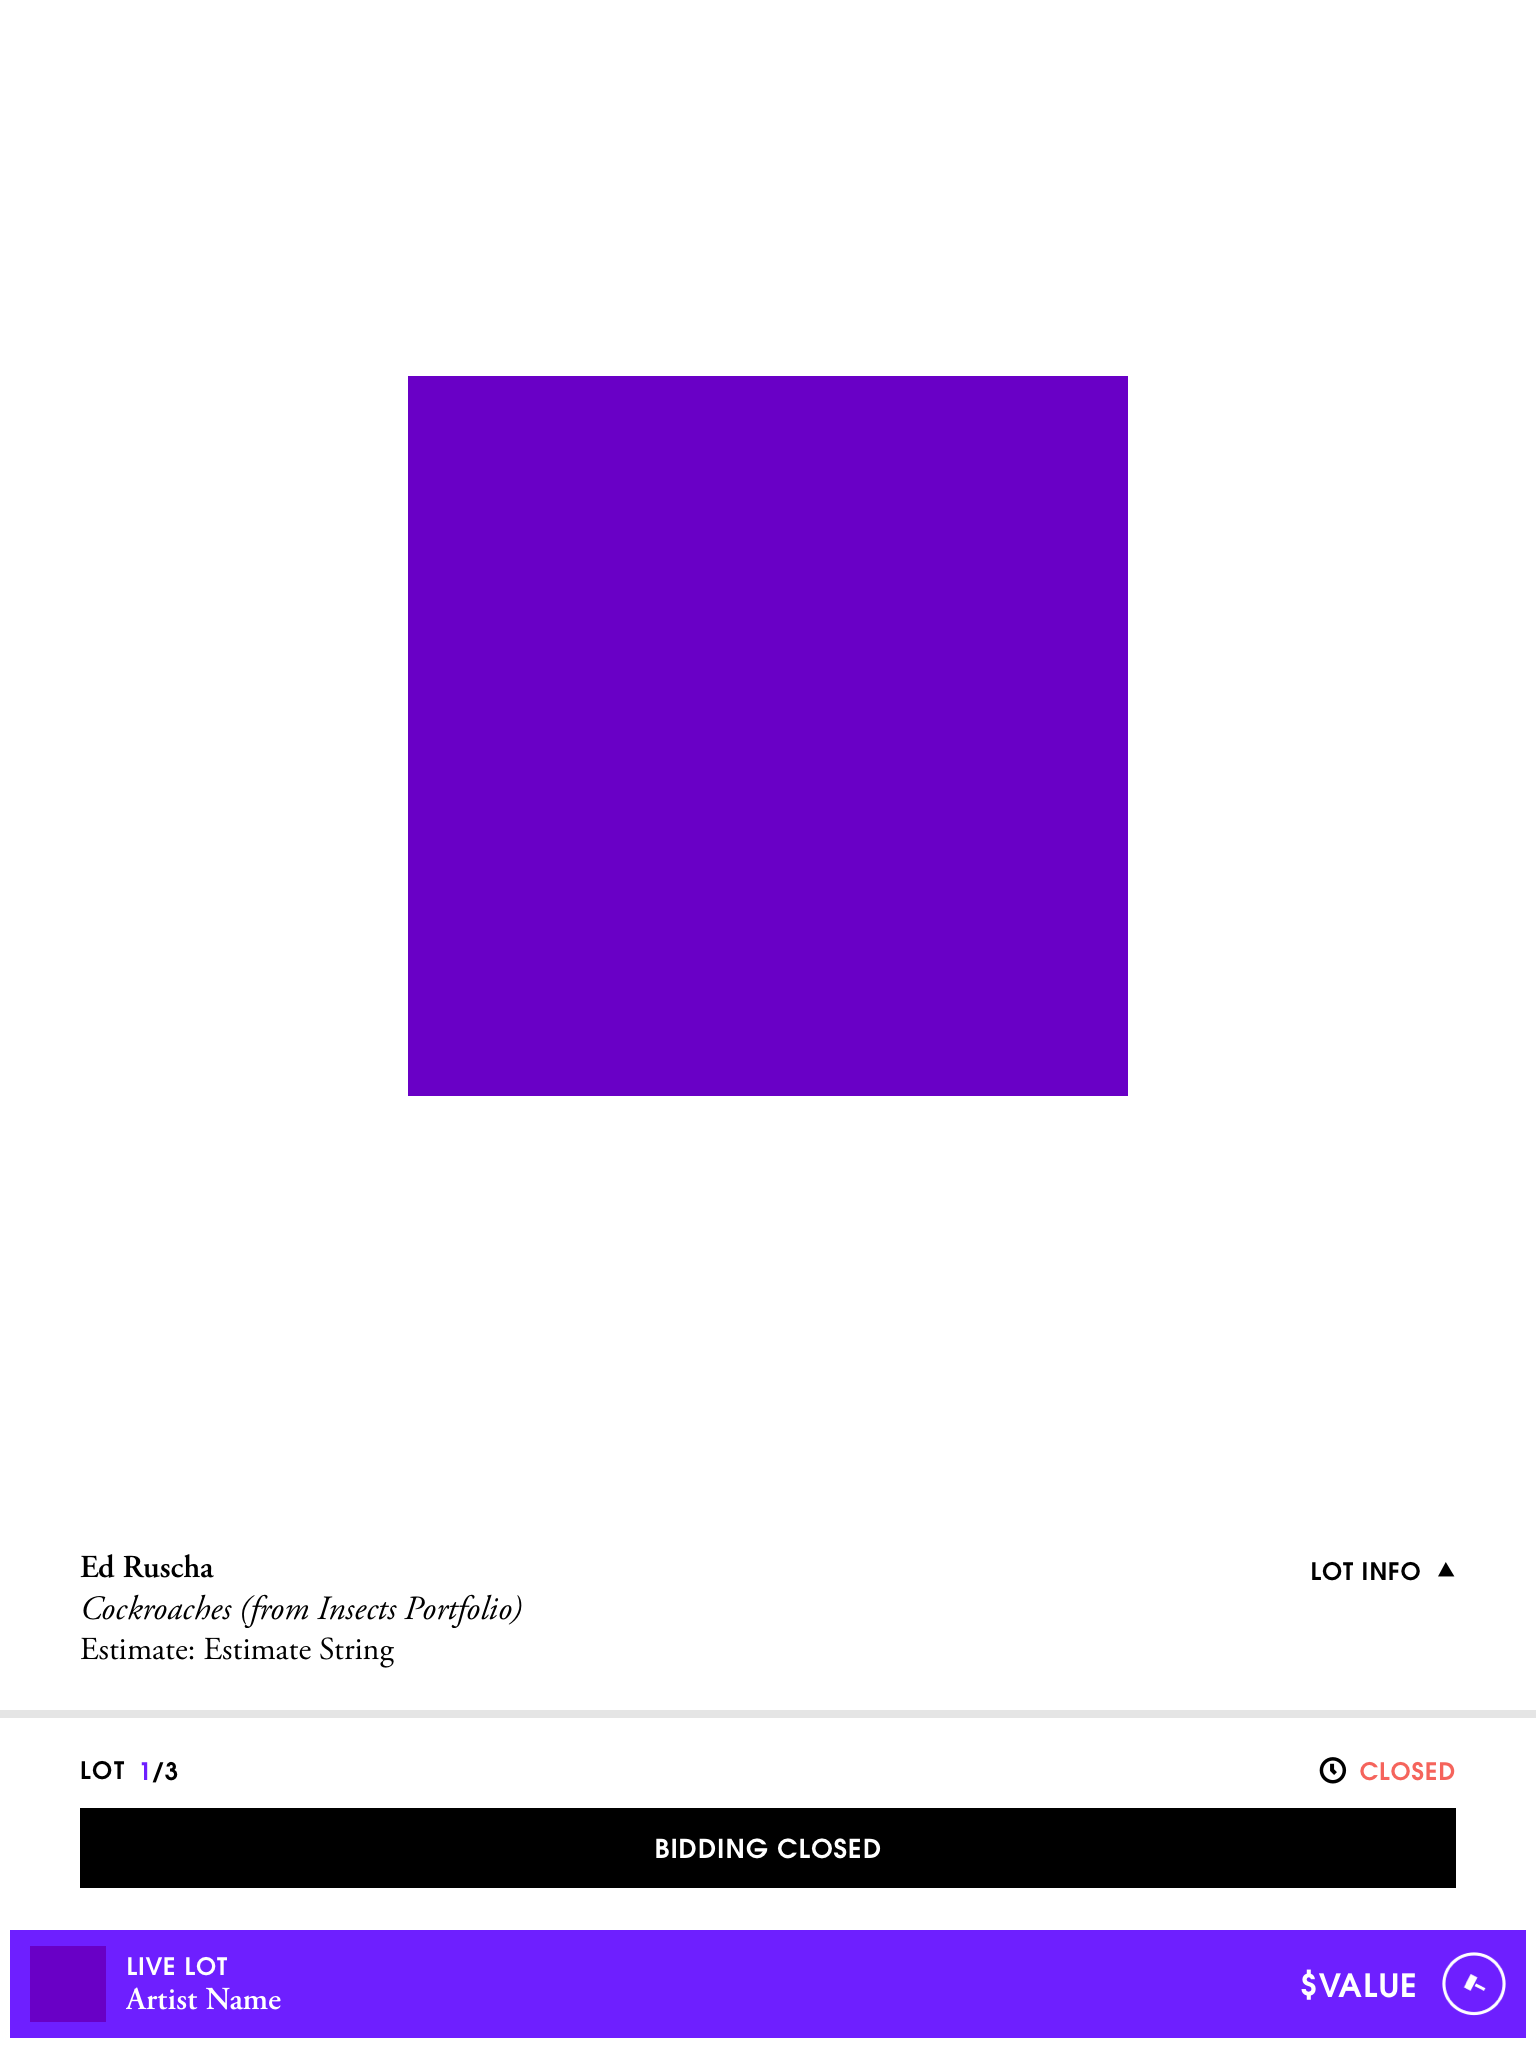 Ed Ruscha
Cockroaches (from Insects Portfolio)
Estimate: Estimate String
LOT INFO
LOT 1/3
CLOSED
BIDDING CLOSED
LIVE LOT
Artist Name
$VALUE